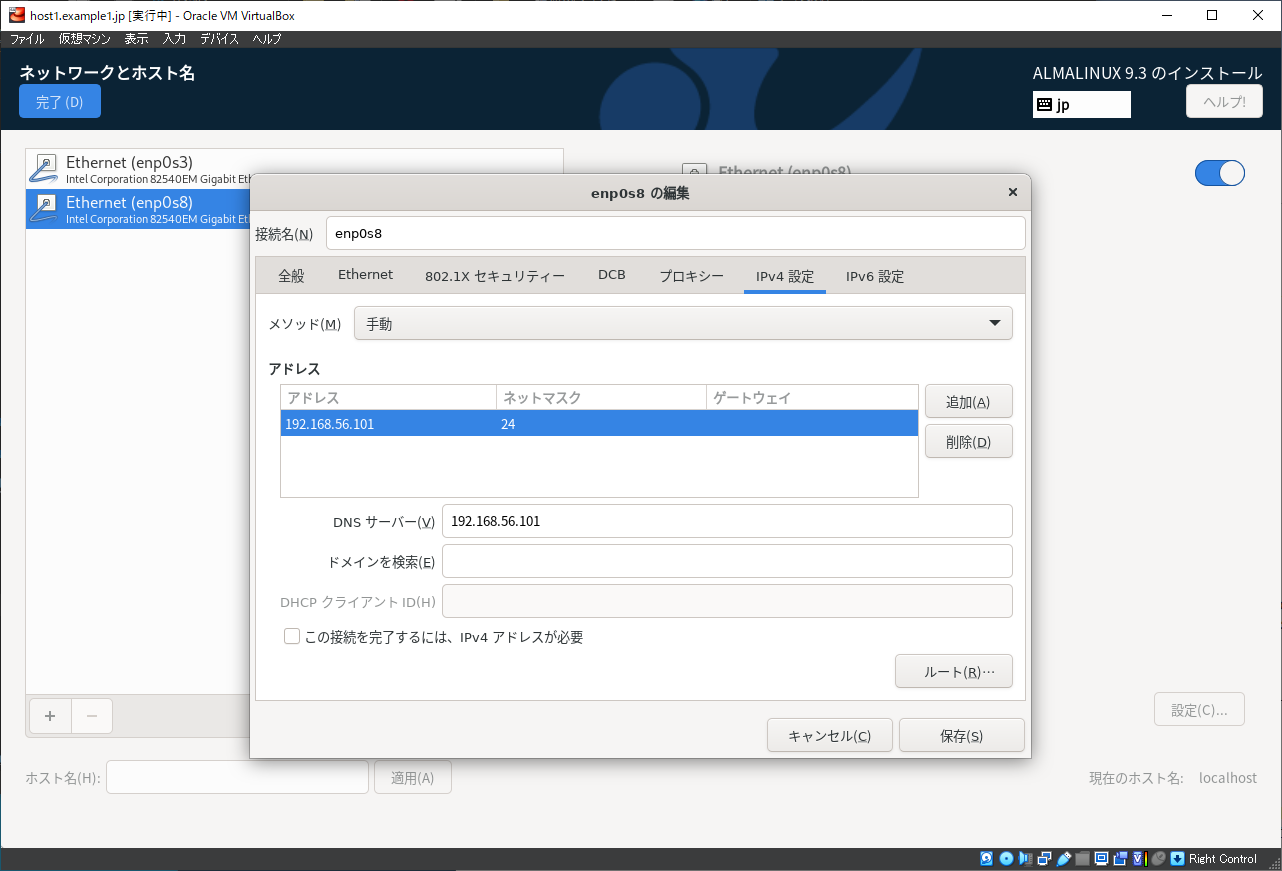 host1.example1.jp [実行中] - Oracle VM VirtualBox
ファイル 仮想マシン 表示 入力 デバイス ヘルプ
ネットワークとホスト名
ALMALINUX 9.3 のインストール
完了(D)
jp
ヘルプ!
Ethernet (enp0s3)
Intel Corporation 82540EM Gigabit Eth
Ethernet (enp0s8)
Intel Corporation 82540EM Gigabit Eth
Ethernet (enp0s8)
enp0s8 の編集
接続名(N) enp0s8
全般 Ethernet 802.1X セキュリティー DCB プロキシー IPv4 設定 IPv6 設定
メソッド(M) 手動
アドレス
アドレス ネットマスク ゲートウェイ
192.168.56.101 24
追加(A)
削除(D)
DNS サーバー(V) 192.168.56.101
ドメインを検索(E)
DHCP クライアント ID(H)
この接続を完了するには、IPv4 アドレスが必要
ルート(R)…
キャンセル(C) 保存(S)
設定(C)...
ホスト名(H): 適用(A) 現在のホスト名: localhost
Right Control